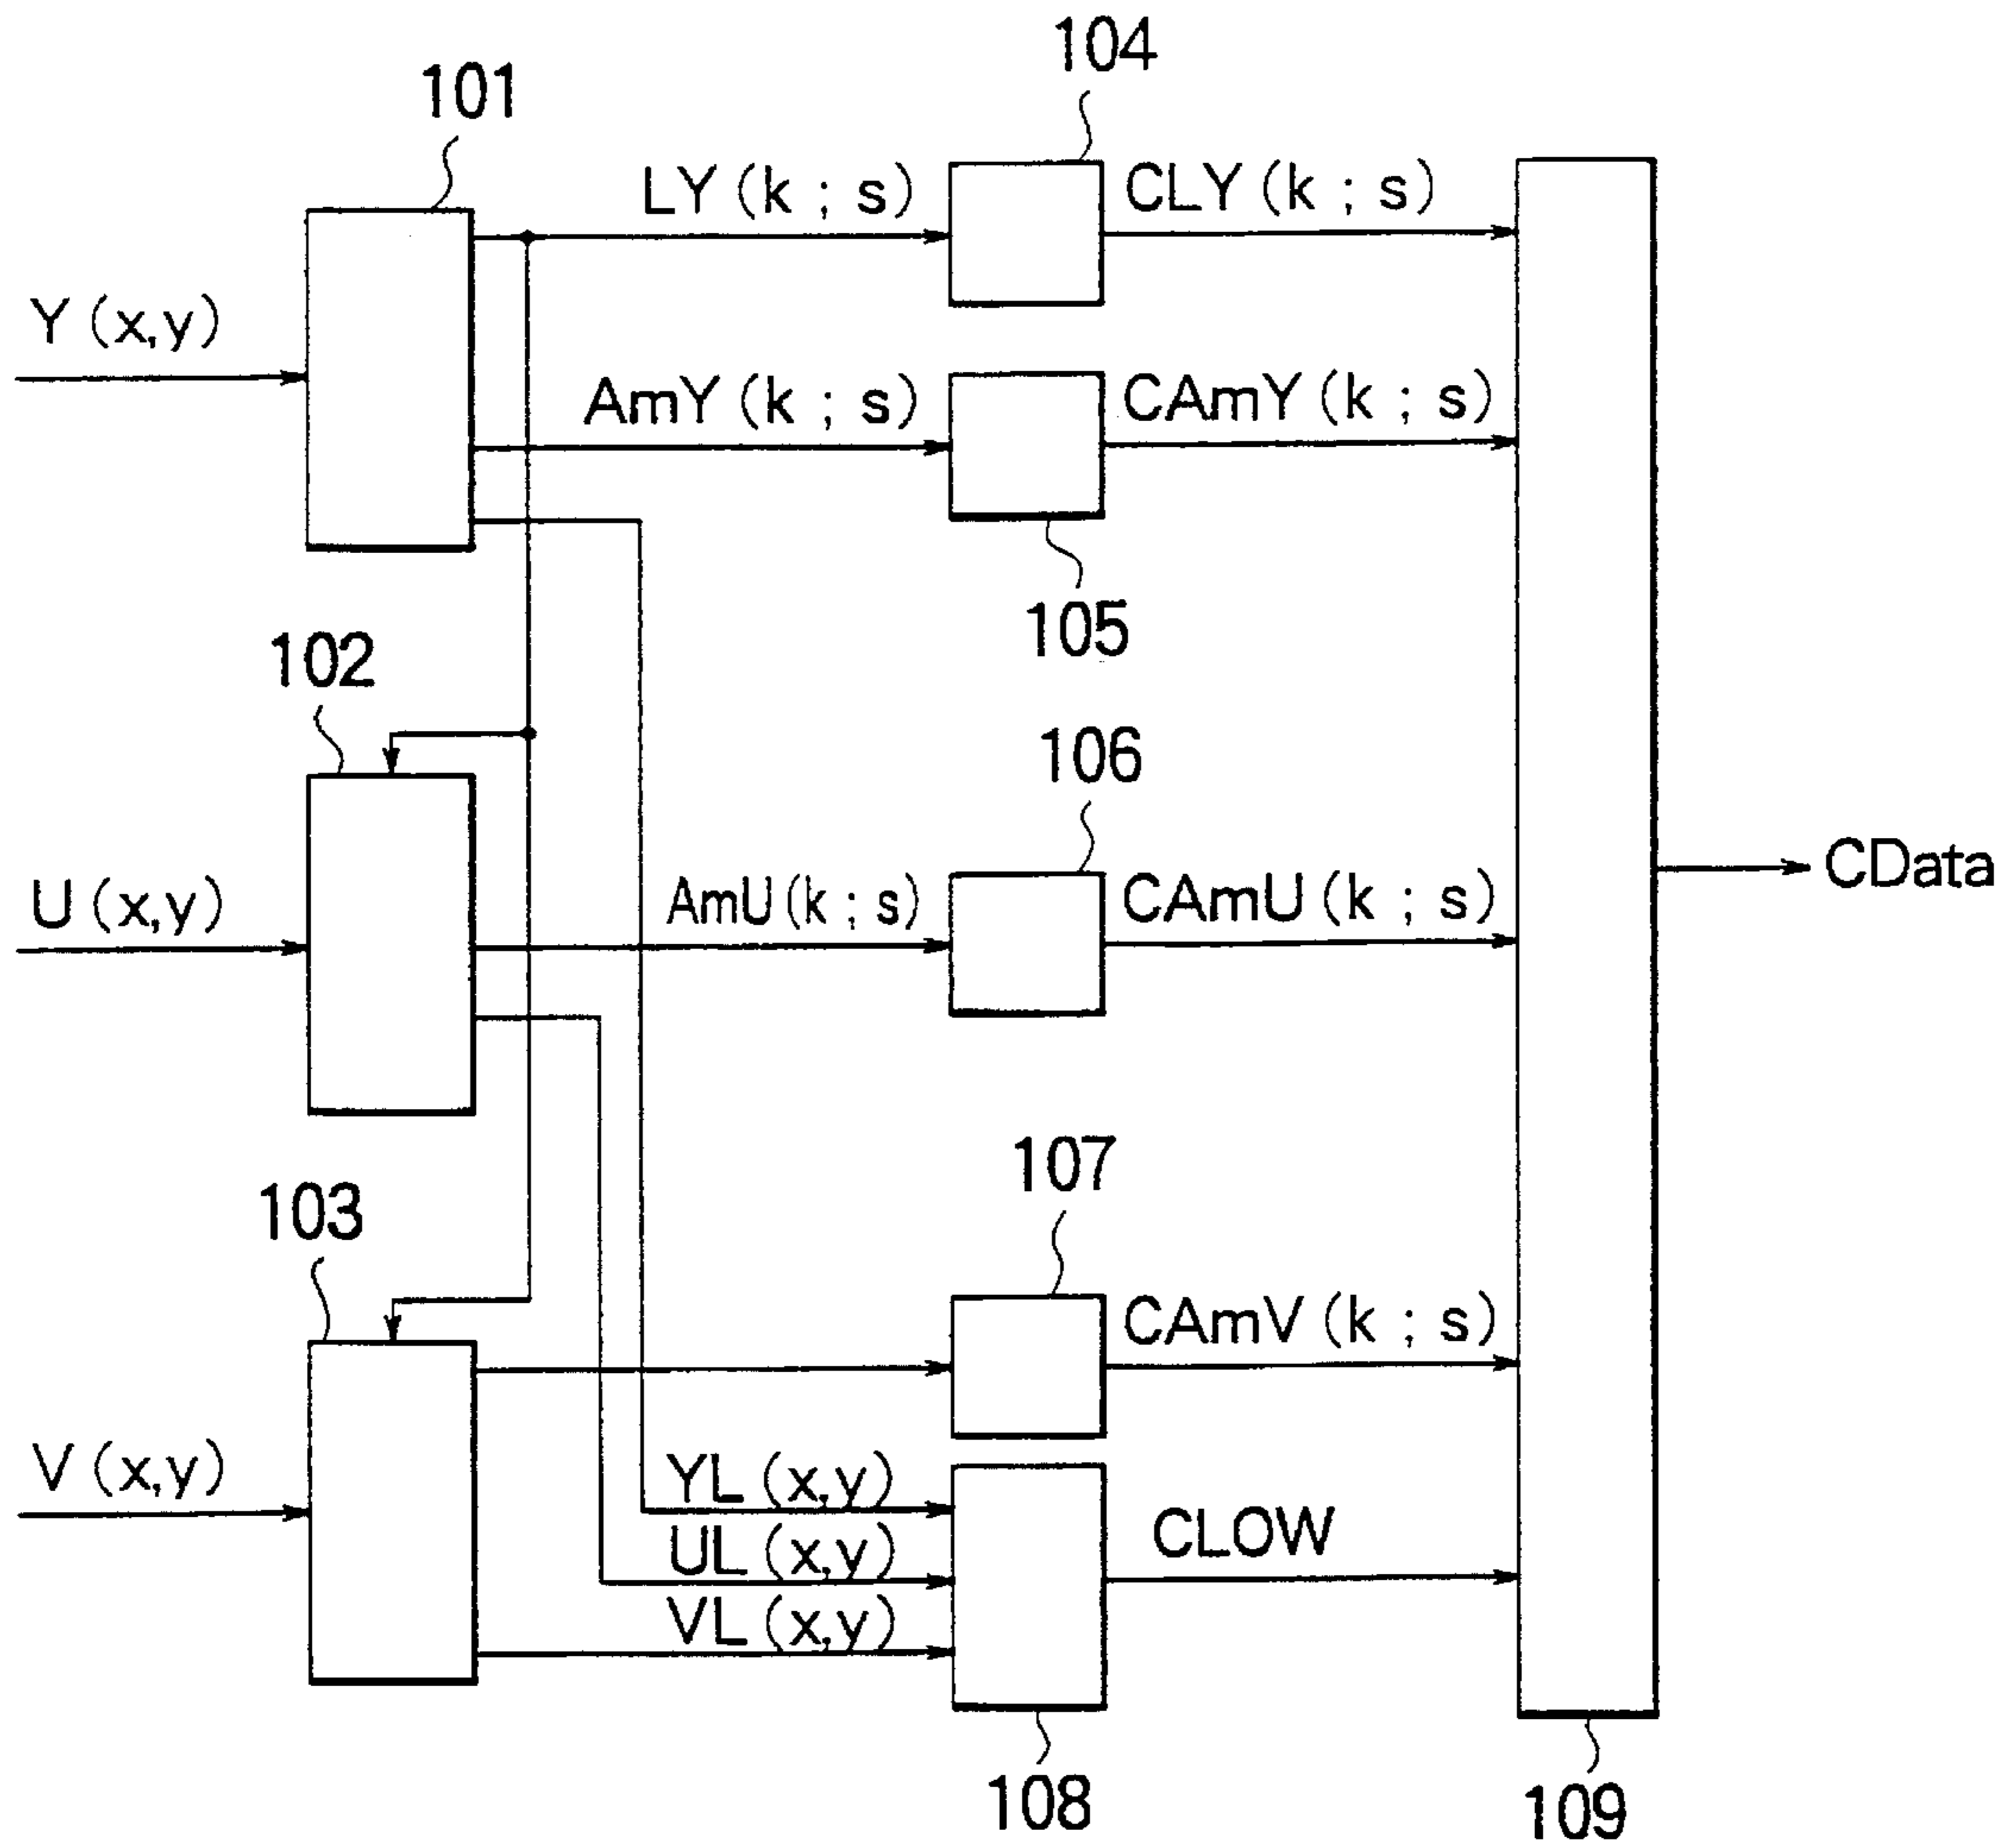 104
101
LY (k ; s)
CLY (k ; s)
Y (x,y)
AmY (k ; s)
CAmY (k ; s)
105
102
106
CData
U (x,y)
AmU (k ; s)
CAmU (k ; s)
107
103
CAmV (k ; s)
V (x,y)
YL (x,y)
CLOW
UL (x,y)
VL (x,y)
108
109